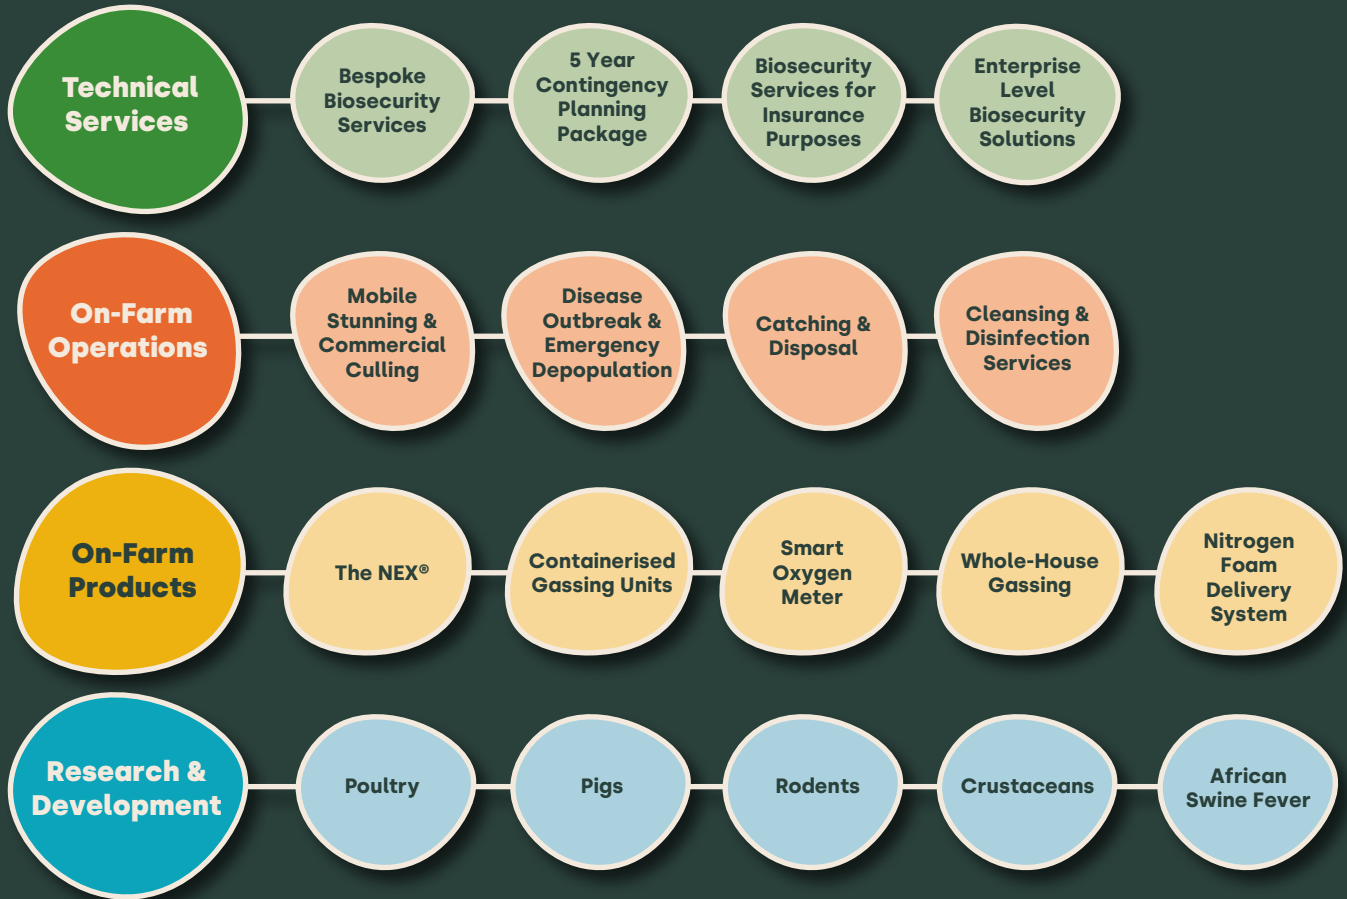 Technical
Services
Bespoke
Biosecurity
Services
5 Year
Contingency
Planning
Package
Biosecurity
Services for
Insurance
Purposes
Enterprise
Level
Biosecurity
Solutions
On-Farm
Operations
Mobile
Stunning &
Commercial
Culling
Disease
Outbreak &
Emergency
Depopulation
Catching &
Disposal
Cleansing &
Disinfection
Services
On-Farm
Products
The NEX®
Containerised
Gassing Units
Smart
Oxygen
Meter
Whole-House
Gassing
Nitrogen
Foam
Delivery
System
Research &
Development
Poultry
Pigs
Rodents
Crustaceans
African
Swine Fever